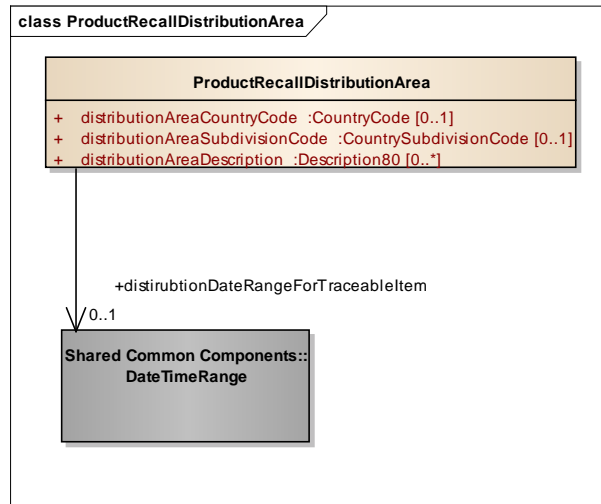 class ProductRecallDistributionArea
ProductRecallDistributionArea
+ distributionAreaCountryCode :CountryCode [0..1]
+ distributionAreaSubdivisionCode :CountrySubdivisionCode [0..1]
+ distributionAreaDescription :Description80 [0..*]
+distirubtionDateRangeForTraceableItem
0..1
Shared Common Components::
DateTimeRange